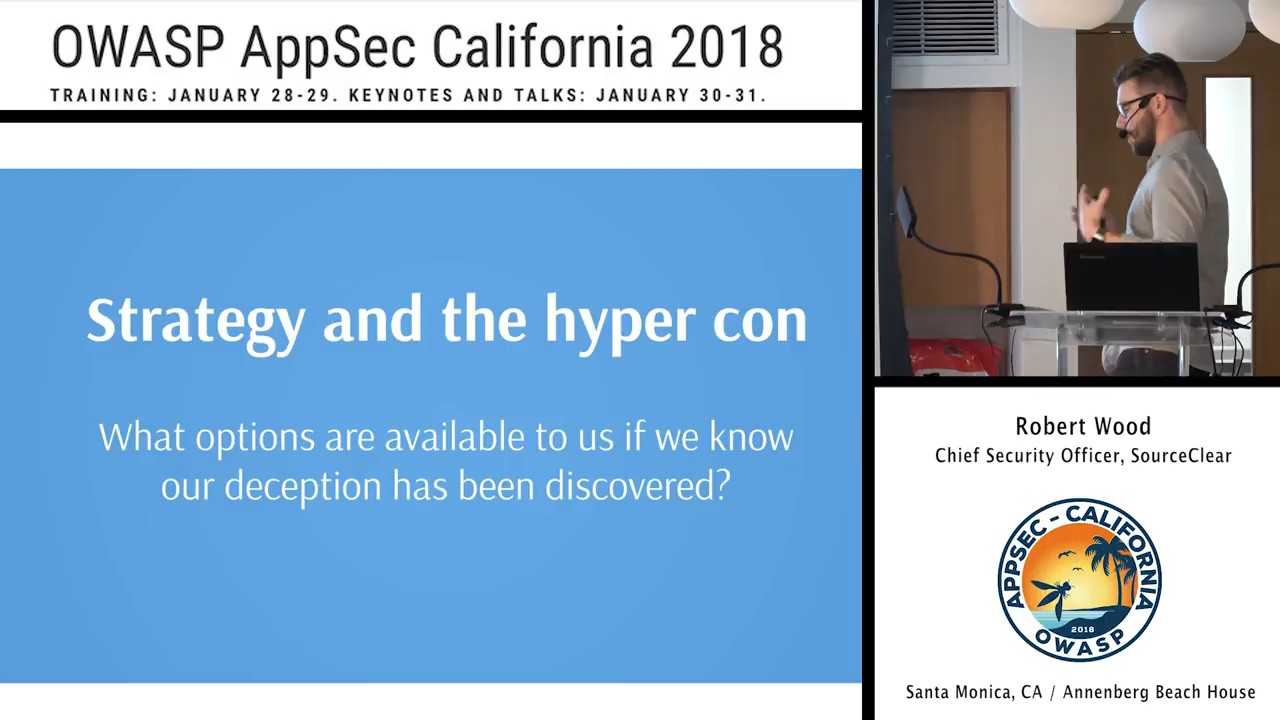 OWASP AppSec California 2018
TRAINING: JANUARY 28-29. KEYNOTES AND TALKS: JANUARY 30-31.
Strategy and the hyper con
What options are available to us if we know
our deception has been discovered?
Robert Wood
Chief Security Officer, SourceClear
APPSEC - CALIFORNIA
2018
OWASP
Santa Monica, CA / Annenberg Beach House